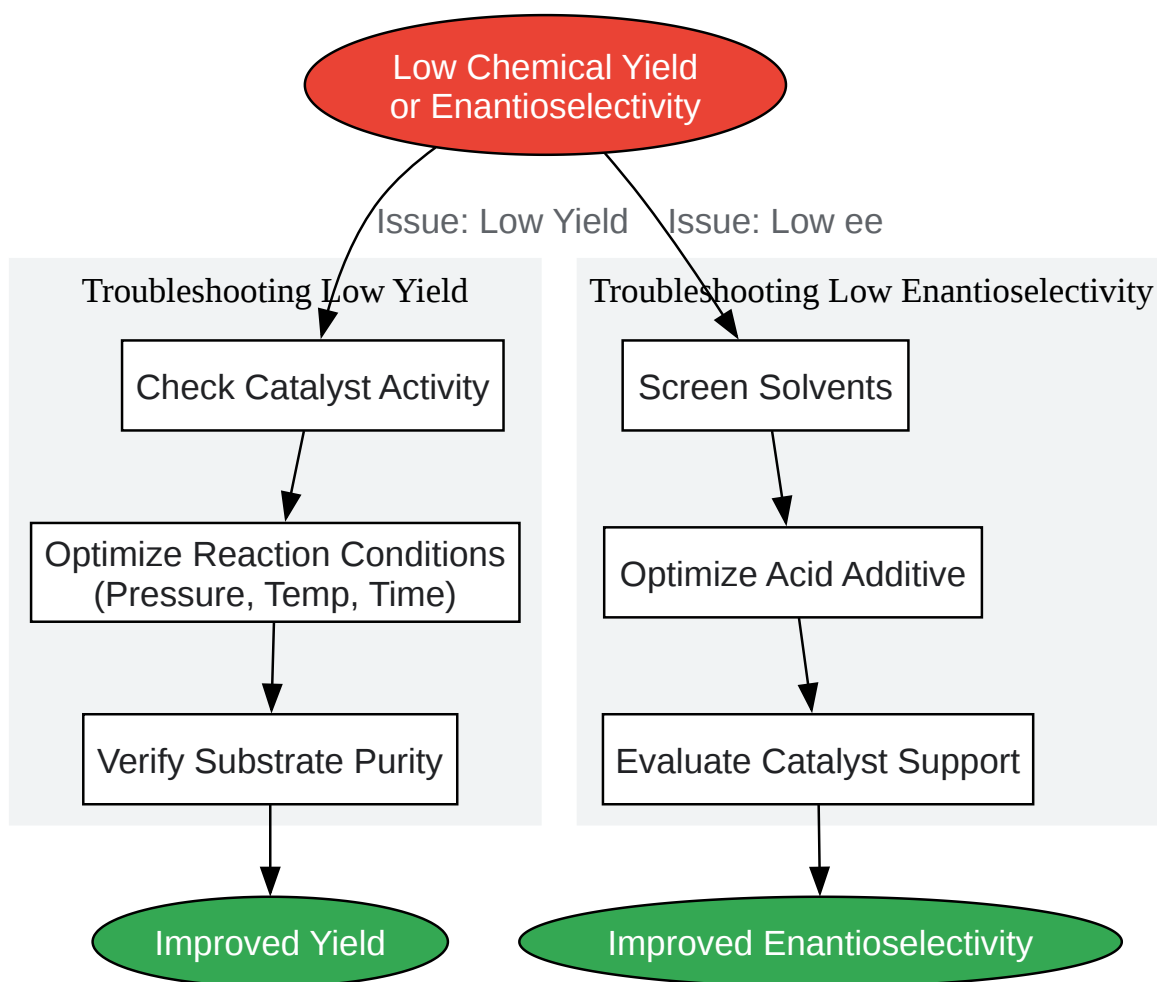 Low Chemical Yield
or Enantioselectivity
Issue: Low Yield
Issue: Low ee
Troubleshooting Low Yield
Check Catalyst Activity
Optimize Reaction Conditions
(Pressure, Temp, Time)
Verify Substrate Purity
Improved Yield
Troubleshooting Low Enantioselectivity
Screen Solvents
Optimize Acid Additive
Evaluate Catalyst Support
Improved Enantioselectivity